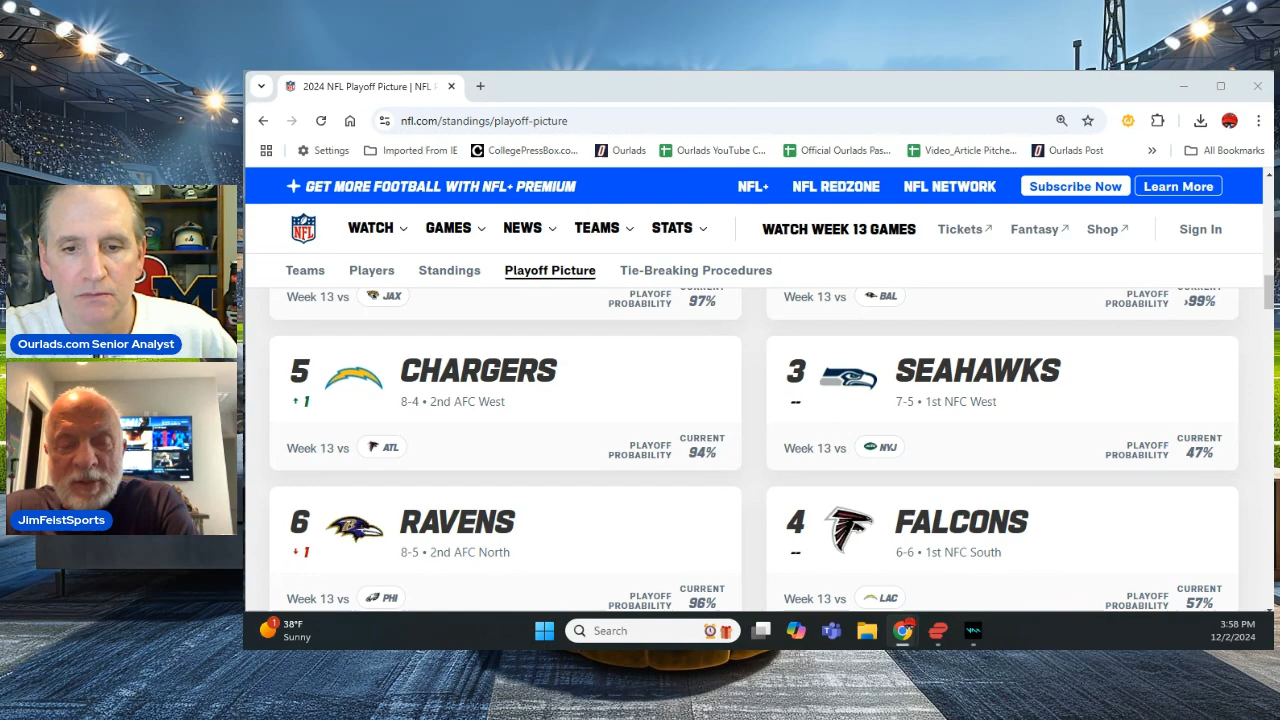 2024 NFL Playoff Picture | NFL P
nfl.com/standings/playoff-picture
Settings
Imported From IE
CollegePressBox.co...
Ourlads
Ourlads YouTube C...
Official Ourlads Pas...
Video_Article Pitche...
Ourlads Post
All Bookmarks
GET MORE FOOTBALL WITH NFL+ PREMIUM
NFL+
NFL REDZONE
NFL NETWORK
Subscribe Now
Learn More
NFL
WATCH
GAMES
NEWS
TEAMS
STATS
WATCH WEEK 13 GAMES
Tickets
Fantasy
Shop
Sign In
Teams
Players
Standings
Playoff Picture
Tie-Breaking Procedures
Week 13 vs JAX
PLAYOFF PROBABILITY
CURRENT
97%
Week 13 vs BAL
PLAYOFF PROBABILITY
CURRENT
>99%
5 CHARGERS
↑ 1 8-4 • 2nd AFC West
Week 13 vs ATL
PLAYOFF PROBABILITY
CURRENT
94%
3 SEAHAWKS
-- 7-5 • 1st NFC West
Week 13 vs NYJ
PLAYOFF PROBABILITY
CURRENT
47%
6 RAVENS
↓ 1 8-5 • 2nd AFC North
Week 13 vs PHI
PLAYOFF PROBABILITY
CURRENT
96%
4 FALCONS
-- 6-6 • 1st NFC South
Week 13 vs LAC
PLAYOFF PROBABILITY
CURRENT
57%
Ourlads.com Senior Analyst
JimFeistSports
1
38°F
Sunny
Search
3:58 PM
12/2/2024